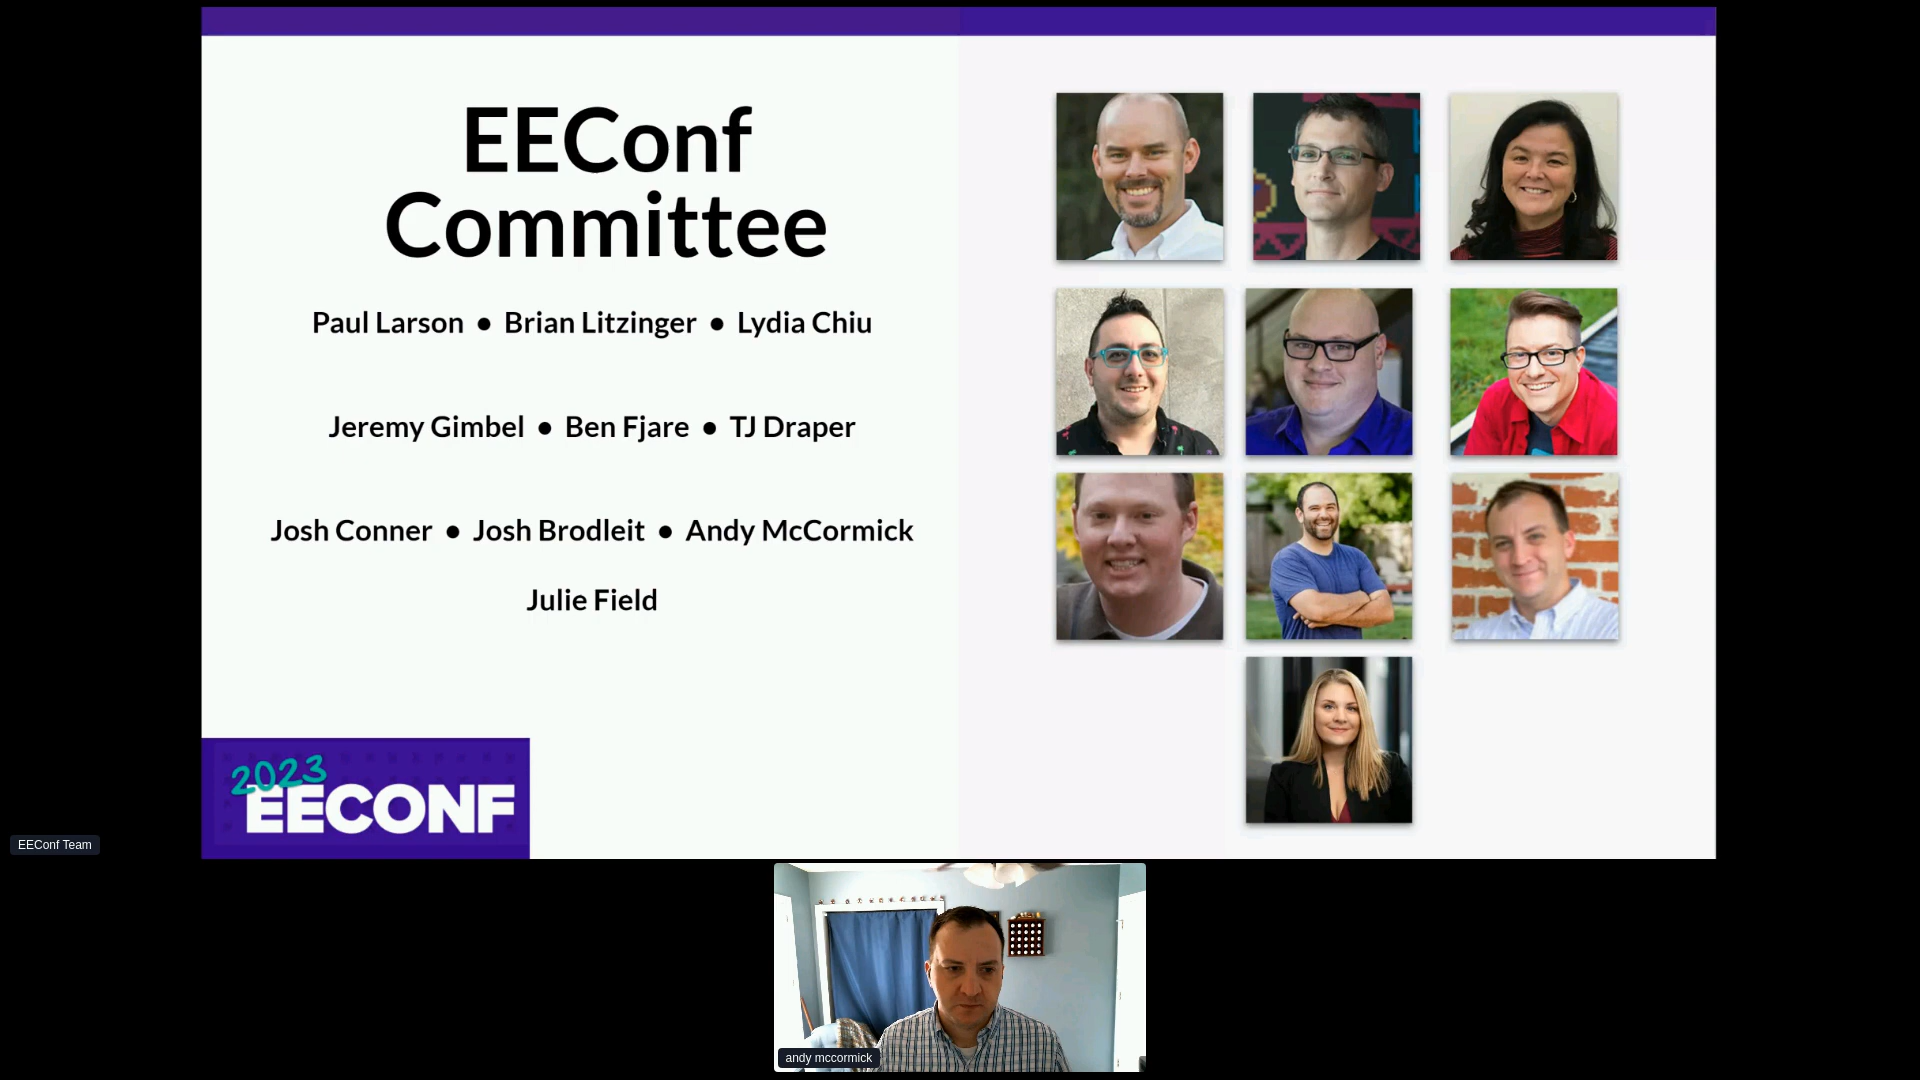 EEConf
Committee
Paul Larson ● Brian Litzinger ● Lydia Chiu
Jeremy Gimbel ● Ben Fjare ● TJ Draper
Josh Conner ● Josh Brodleit ● Andy McCormick
Julie Field
2023
EECONF
EEConf Team
andy mccormick